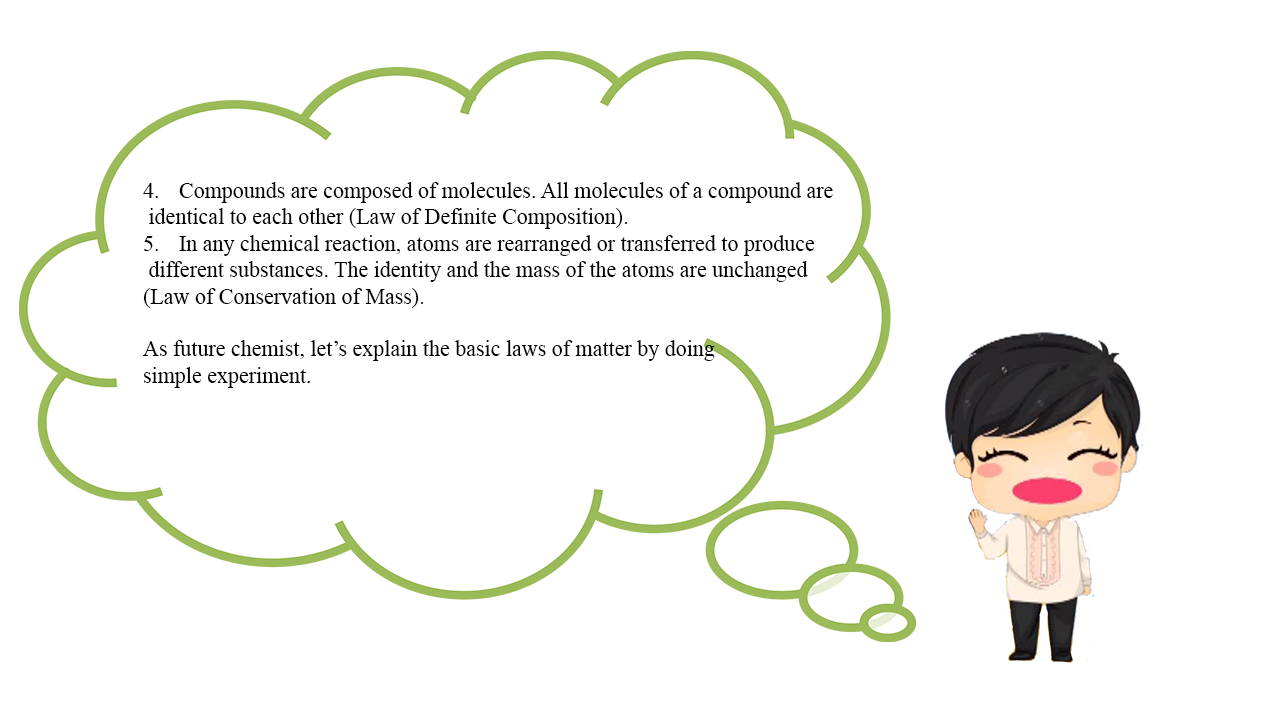 4. Compounds are composed of molecules. All molecules of a compound are
identical to each other (Law of Definite Composition).
5. In any chemical reaction, atoms are rearranged or transferred to produce
different substances. The identity and the mass of the atoms are unchanged
(Law of Conservation of Mass).
As future chemist, let’s explain the basic laws of matter by doing
simple experiment.